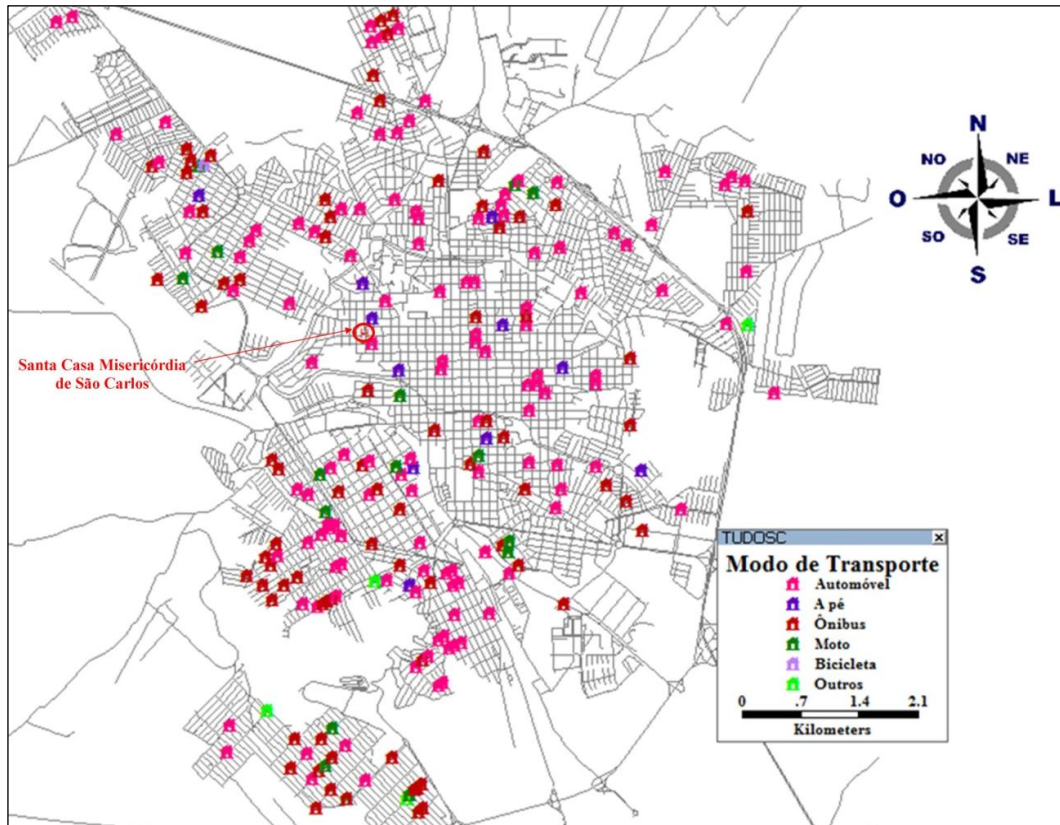 N
NO
NE
O
L
SO
SE
S
Santa Casa Misericórdia
de São Carlos
TUDOSC
Modo de Transporte
Automóvel
A pé
Ônibus
Moto
Bicicleta
Outros
0 .7 1.4 2.1
Kilometers